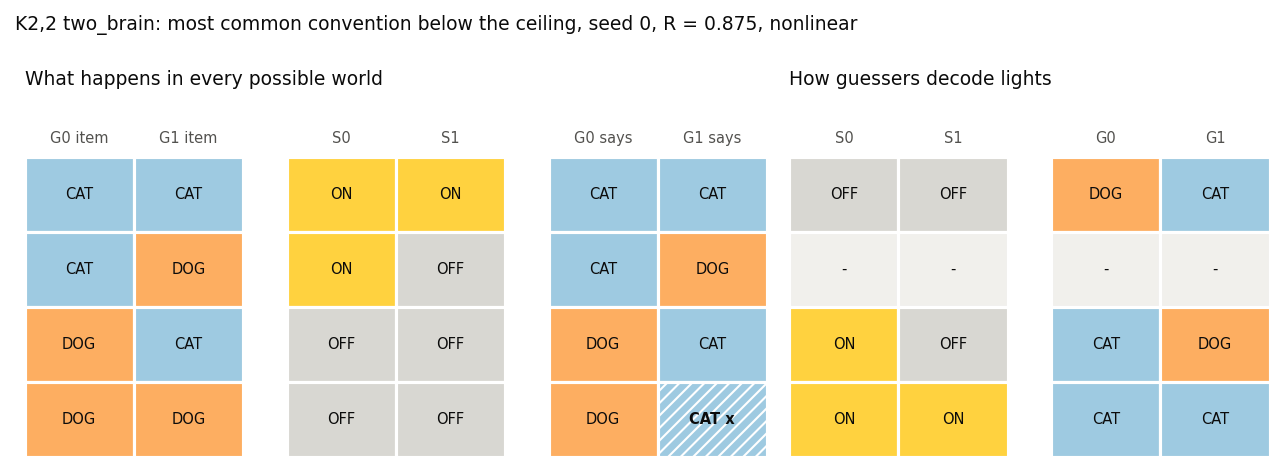 K2,2 two_brain: most common convention below the ceiling, seed 0, R = 0.875, nonlinear
What happens in every possible world
How guessers decode lights
G0 item G1 item S0 S1 G0 says G1 says S0 S1 G0 G1
CAT CAT ON ON CAT CAT OFF OFF DOG CAT
CAT DOG ON OFF CAT DOG - - - -
DOG CAT OFF OFF DOG CAT ON OFF CAT DOG
DOG DOG OFF OFF DOG CAT x ON ON CAT CAT